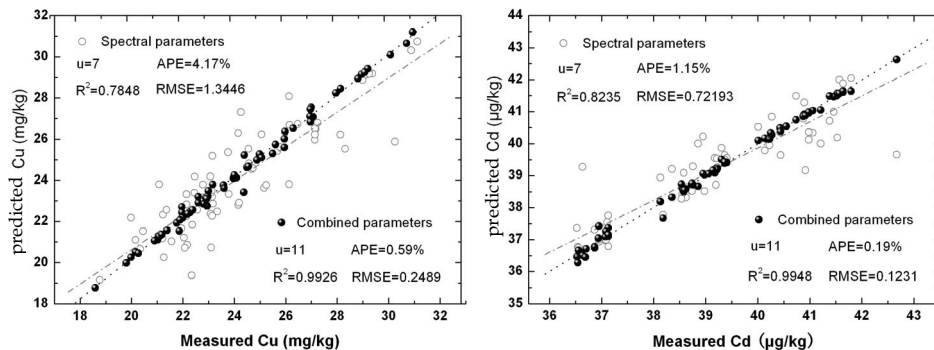 32
30
28
26
24
22
20
18
predicted Cu (mg/kg)
Spectral parameters
u=7 APE=4.17%
R²=0.7848 RMSE=1.3446
Combined parameters
u=11 APE=0.59%
R²=0.9926 RMSE=0.2489
18 20 22 24 26 28 30 32
Measured Cu (mg/kg)
44
43
42
41
40
39
38
37
36
35
predicted Cd (μg/kg)
Spectral parameters
u=7 APE=1.15%
R²=0.8235 RMSE=0.72193
Combined parameters
u=11 APE=0.19%
R²=0.9948 RMSE=0.1231
36 37 38 39 40 41 42 43
Measured Cd (μg/kg)